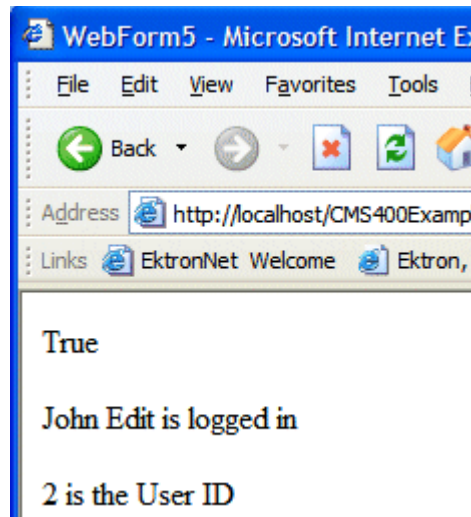 WebForm5 - Microsoft Internet E
File Edit View Favorites Tools
Back
Address http://localhost/CMS400Examp
Links EktronNet Welcome Ektron,
True
John Edit is logged in
2 is the User ID